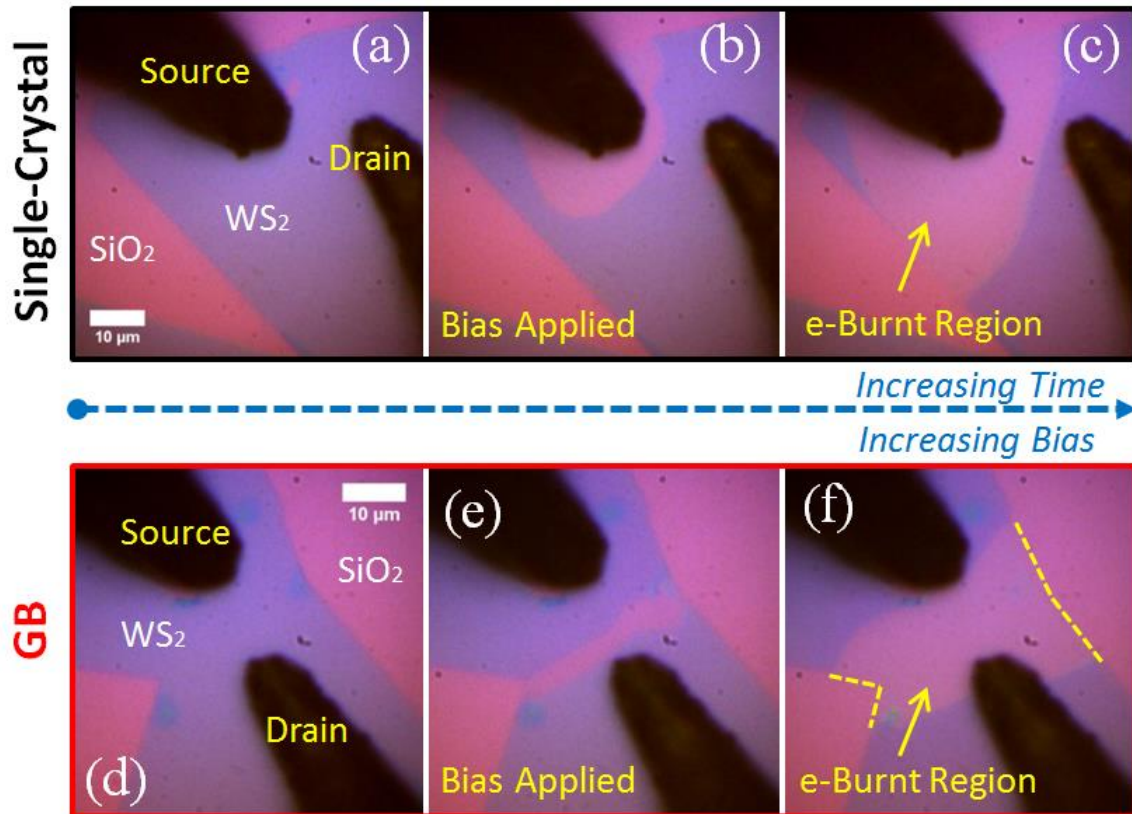 Single-Crystal
(a)
Source
Drain
WS₂
SiO₂
10 µm
(b)
Bias Applied
(c)
e-Burnt Region
Increasing Time
Increasing Bias
GB
10 µm
Source
SiO₂
WS₂
Drain
(d)
(e)
Bias Applied
(f)
e-Burnt Region